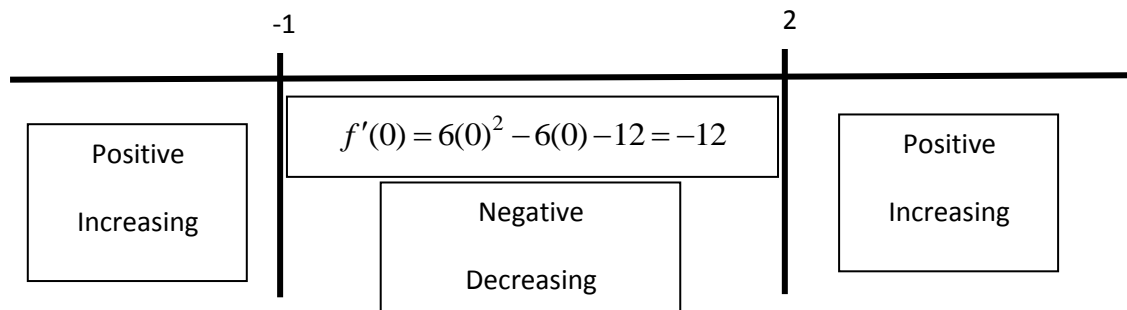 -1
2
f′(0) = 6(0)² − 6(0) − 12 = −12
Positive
Increasing
Negative
Decreasing
Positive
Increasing